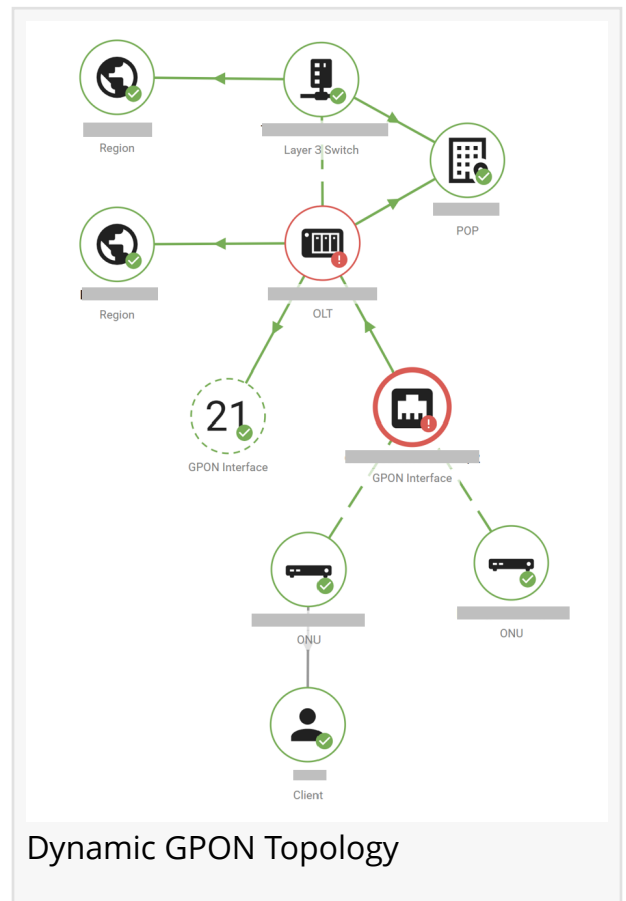 Region
Layer 3 Switch
POP
Region
OLT
21
GPON Interface
GPON Interface
ONU
ONU
Client
Dynamic GPON Topology